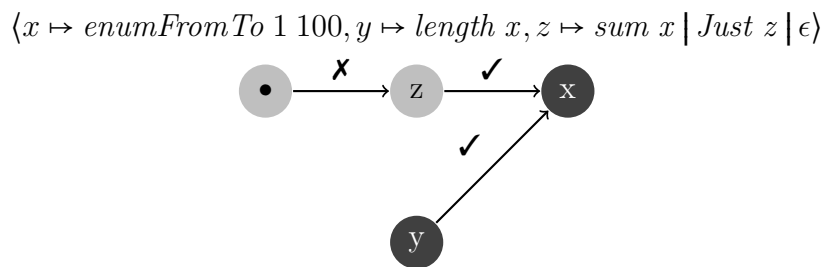 ⟨x ↦ enumFromTo 1 100, y ↦ length x, z ↦ sum x | Just z | ϵ⟩
✗ ✓
• z x
✓
y